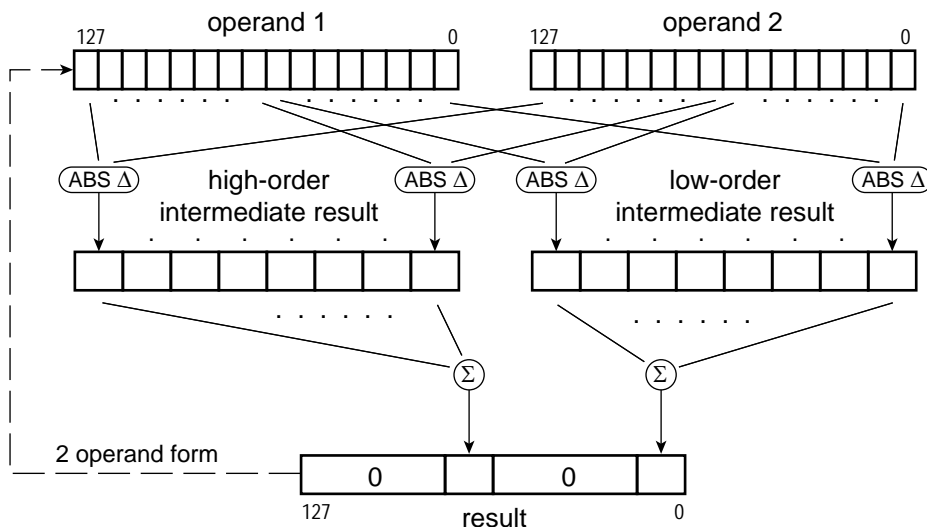 operand 1
operand 2
127 0
127 0
ABS Δ
ABS Δ
ABS Δ
ABS Δ
high-order
intermediate result
low-order
intermediate result
Σ
Σ
2 operand form
0
0
127 0
result